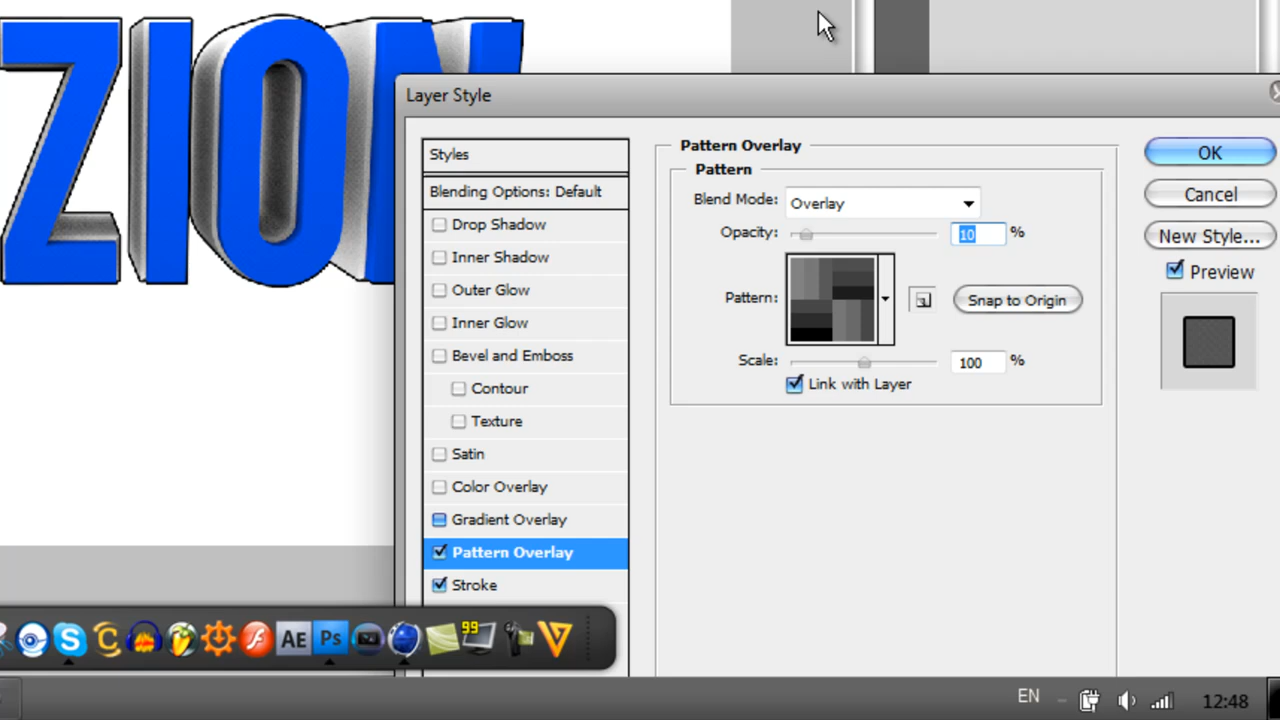 ZION
Layer Style
Styles
Blending Options: Default
Drop Shadow
Inner Shadow
Outer Glow
Inner Glow
Bevel and Emboss
Contour
Texture
Satin
Color Overlay
Gradient Overlay
Pattern Overlay
Stroke
Pattern Overlay
Pattern
Blend Mode: Overlay
Opacity: 10 %
Pattern: Snap to Origin
Scale: 100 %
Link with Layer
OK
Cancel
New Style...
Preview
AE Ps 99
EN 12:48